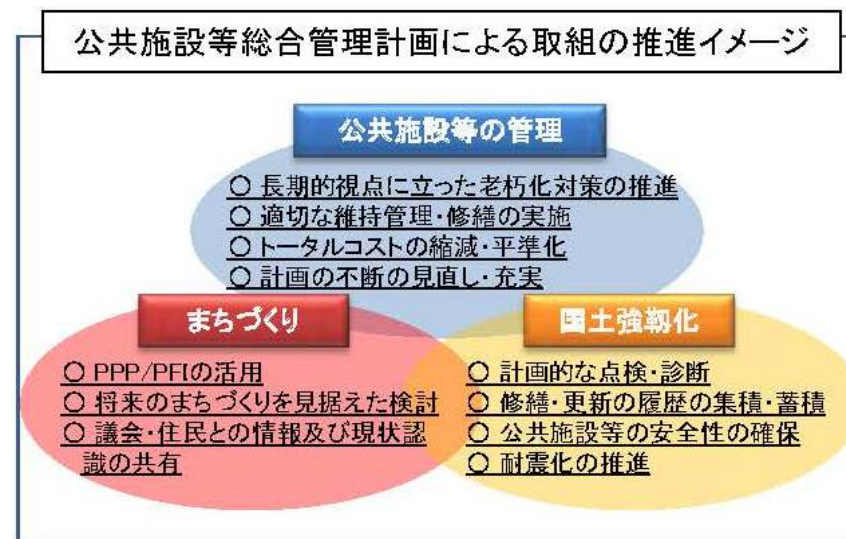 公共施設等総合管理計画による取組の推進イメージ
公共施設等の管理
○ 長期的視点に立った老朽化対策の推進
○ 適切な維持管理・修繕の実施
○ トータルコストの縮減・平準化
○ 計画の不断の見直し・充実
まちづくり
○ PPP/PFIの活用
○ 将来のまちづくりを見据えた検討
○ 議会・住民との情報及び現状認
識の共有
国土強靱化
○ 計画的な点検・診断
○ 修繕・更新の履歴の集積・蓄積
○ 公共施設等の安全性の確保
○ 耐震化の推進